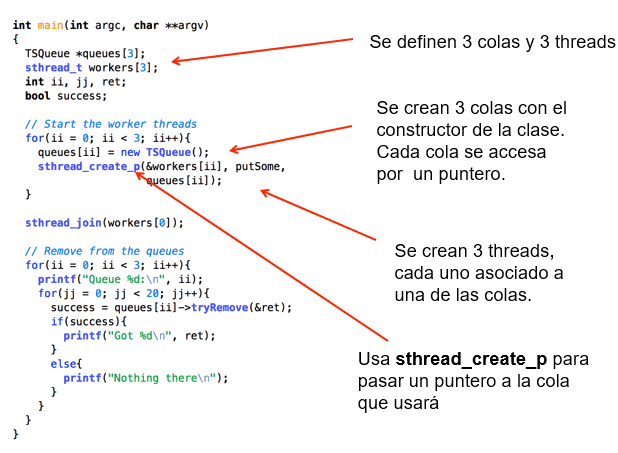 int main(int argc, char **argv)
{
TSQueue *queues[3];
sthread_t workers[3];
int ii, jj, ret;
bool success;
// Start the worker threads
for(ii = 0; ii < 3; ii++){
queues[ii] = new TSQueue();
sthread_create_p(&workers[ii], putSome,
queues[ii]);
}
sthread_join(workers[0]);
// Remove from the queues
for(ii = 0; ii < 3; ii++){
printf("Queue %d:\n", ii);
for(jj = 0; jj < 20; jj++){
success = queues[ii]->tryRemove(&ret);
if(success){
printf("Got %d\n", ret);
}
else{
printf("Nothing there\n");
}
}
}
}
Se definen 3 colas y 3 threads
Se crean 3 colas con el
constructor de la clase.
Cada cola se accesa
por un puntero.
Se crean 3 threads,
cada uno asociado a
una de las colas.
Usa sthread_create_p para
pasar un puntero a la cola
que usará